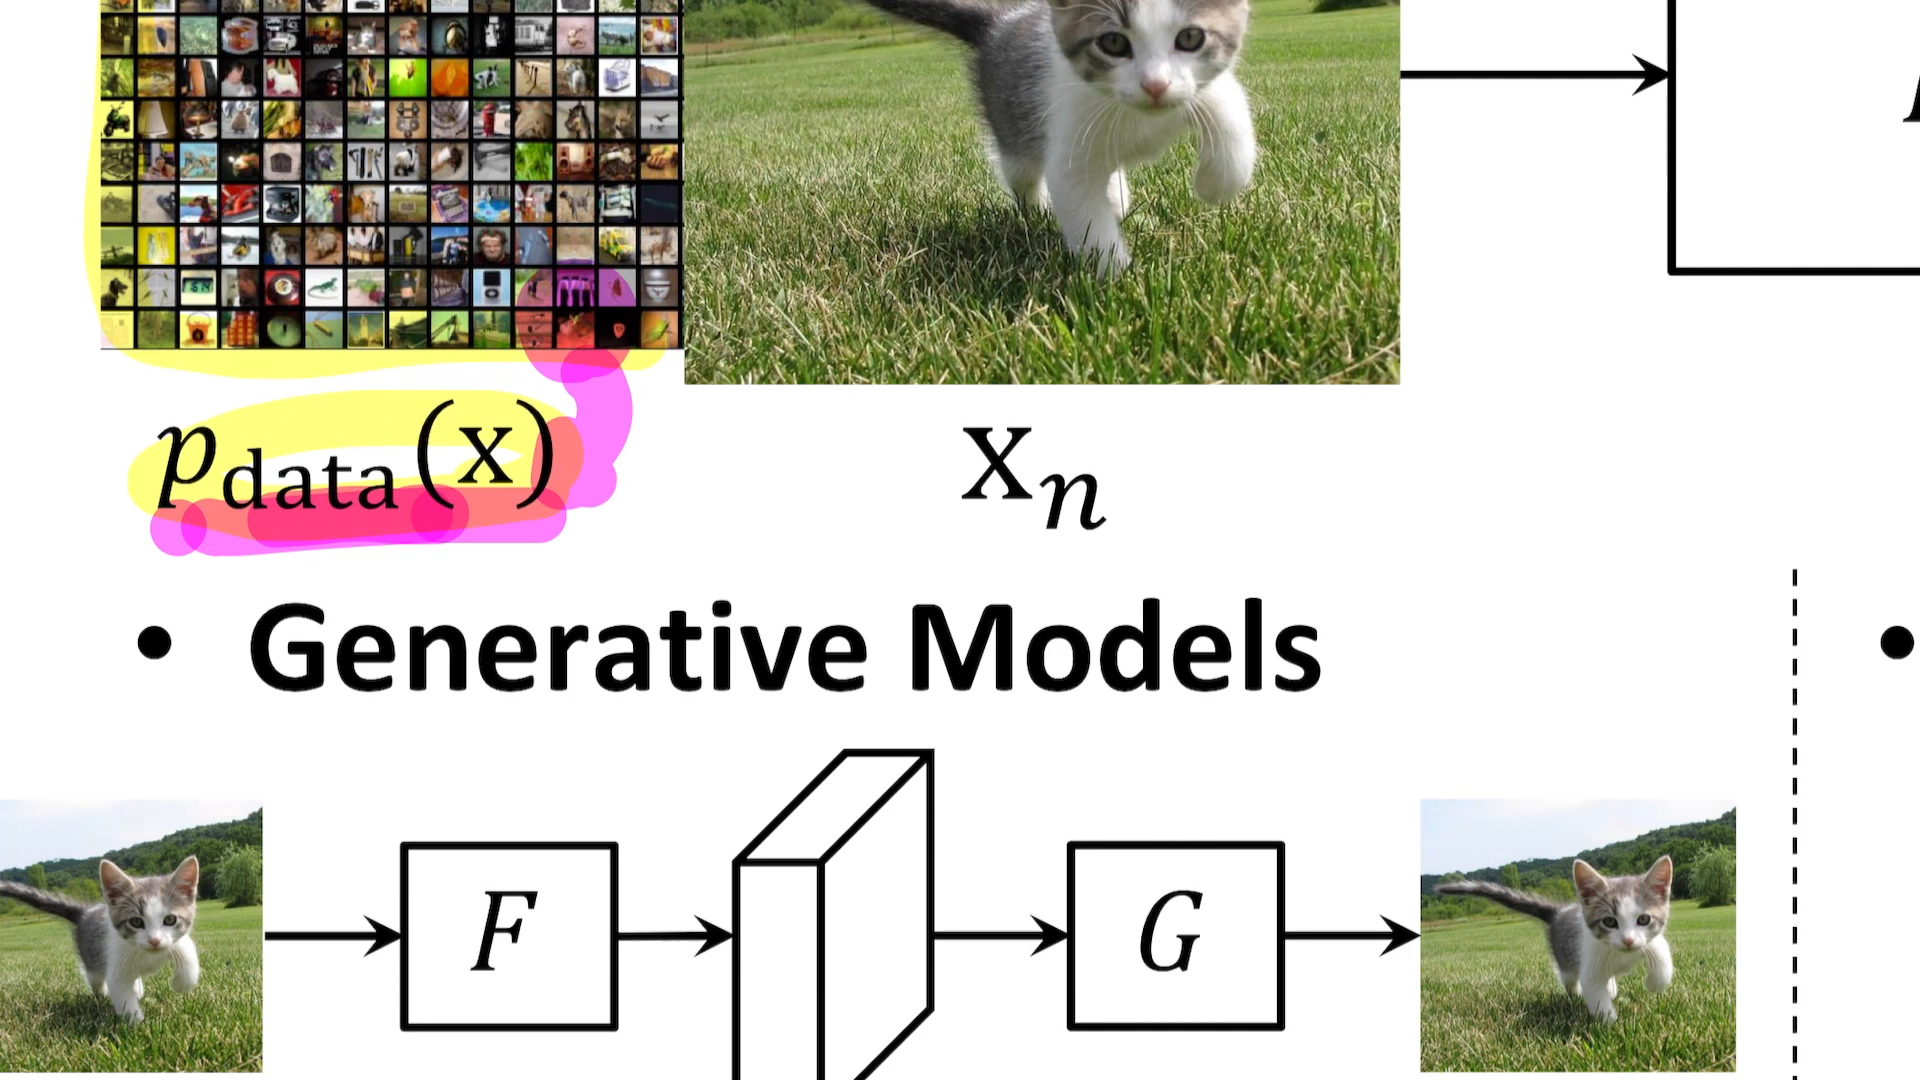 p_data(x)
x_n
• Generative Models
•
F
G